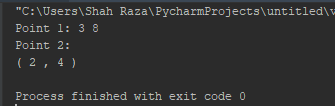 "C:\Users\Shah Raza\PycharmProjects\untitled\v
Point 1: 3 8
Point 2:
( 2 , 4 )
Process finished with exit code 0